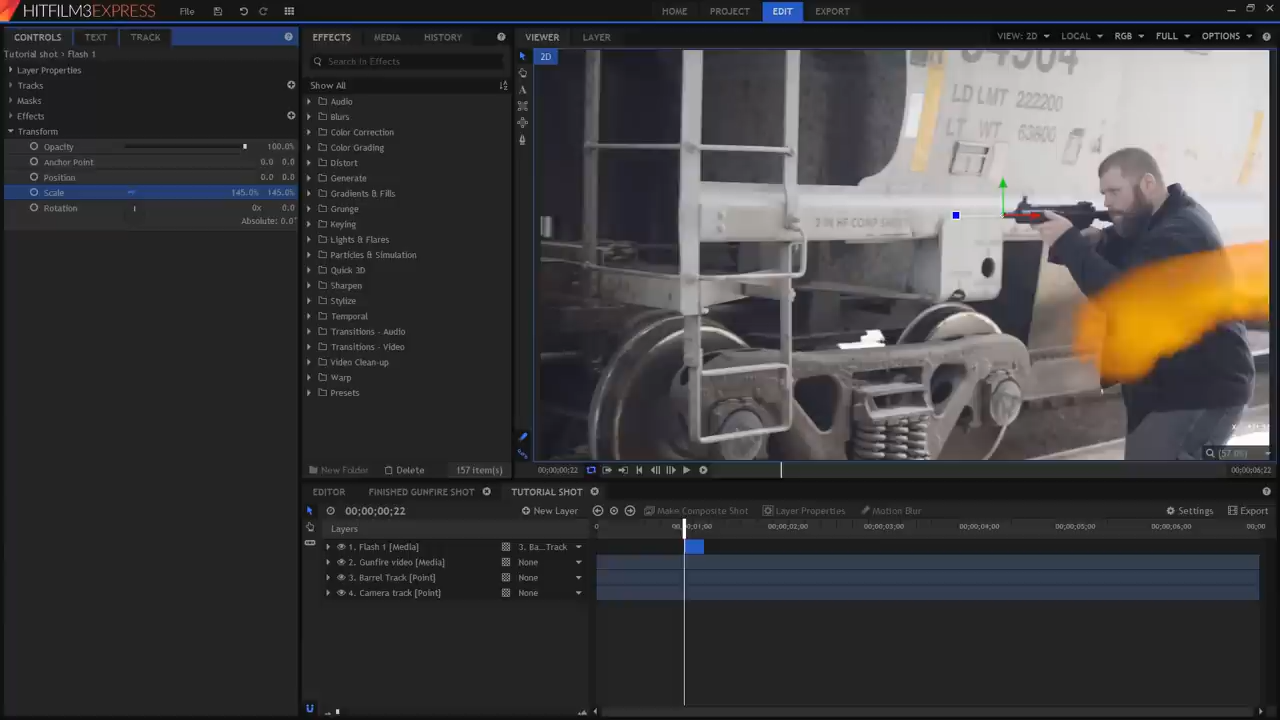 HITFILM3EXPRESS
File
HOME
PROJECT
EDIT
EXPORT
CONTROLS
TEXT
TRACK
Tutorial shot › Flash 1
Layer Properties
Tracks
Masks
Effects
Transform
Opacity
100.0%
Anchor Point
0.0 0.0
Position
0.0 0.0
Scale
145.0% 145.0%
Rotation
0x 0.0
Absolute: 0.0°
EFFECTS
MEDIA
HISTORY
Search in Effects
Show All
Audio
Blurs
Color Correction
Color Grading
Distort
Generate
Gradients & Fills
Grunge
Keying
Lights & Flares
Particles & Simulation
Quick 3D
Sharpen
Stylize
Temporal
Transitions - Audio
Transitions - Video
Video Clean-up
Warp
Presets
New Folder
Delete
157 item(s)
VIEWER
LAYER
VIEW: 2D
LOCAL
RGB
FULL
OPTIONS
2D
LD LMT 222200
LT WT 63800
00;00;00;22
00;00;06;22
EDITOR
FINISHED GUNFIRE SHOT
TUTORIAL SHOT
00;00;00;22
New Layer
Make Composite Shot
Layer Properties
Motion Blur
Settings
Export
Layers
0
00;00;02;00
00;00;03;00
00;00;04;00
00;00;05;00
00;00;06;00
00;00
1. Flash 1 [Media]
3. Ba...Track
2. Gunfire video [Media]
None
3. Barrel Track [Point]
None
4. Camera track [Point]
None